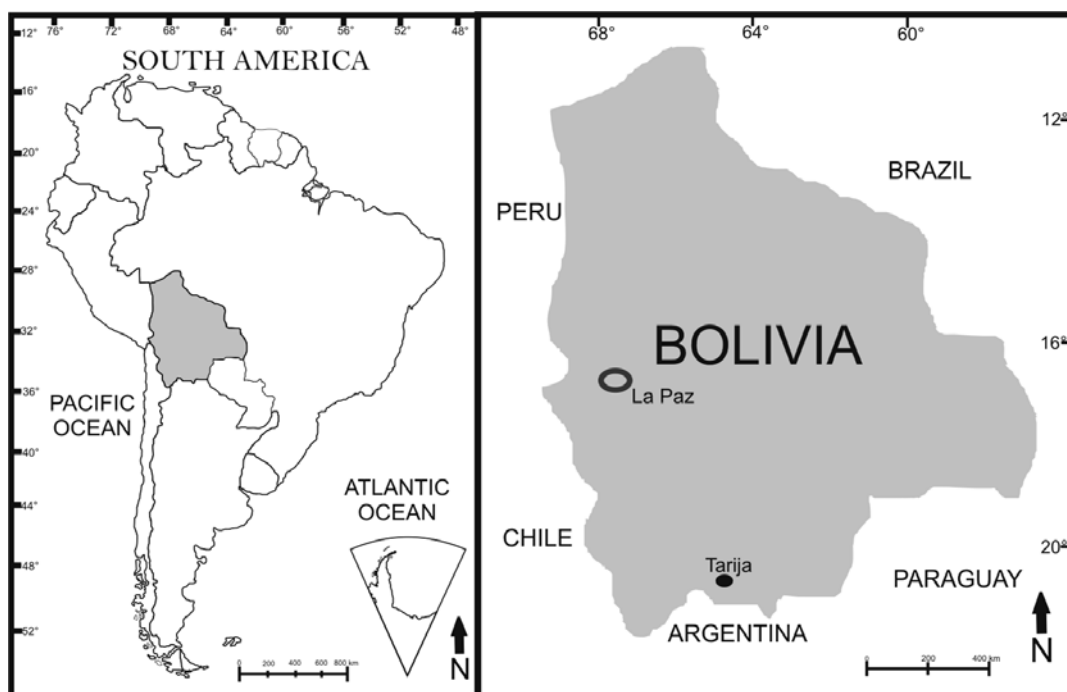 76° 72° 68° 64° 60° 56° 52° 48°
12°
SOUTH AMERICA
16°
20°
24°
28°
32°
36°
40°
44°
48°
52°
PACIFIC
OCEAN
ATLANTIC
OCEAN
N
0 200 400 600 800 km
68° 64° 60°
12°
BRAZIL
PERU
BOLIVIA
16°
La Paz
CHILE
20°
Tarija
PARAGUAY
ARGENTINA
N
0 200 400 km